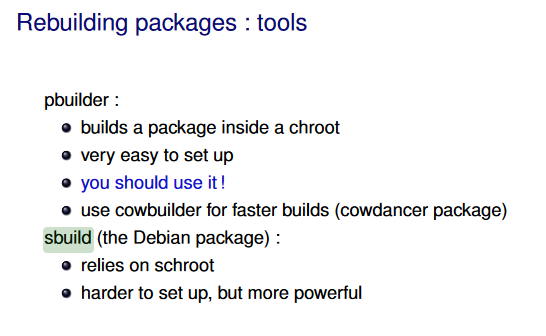 Rebuilding packages : tools
pbuilder :
builds a package inside a chroot
very easy to set up
you should use it !
use cowbuilder for faster builds (cowdancer package)
sbuild (the Debian package) :
relies on schroot
harder to set up, but more powerful